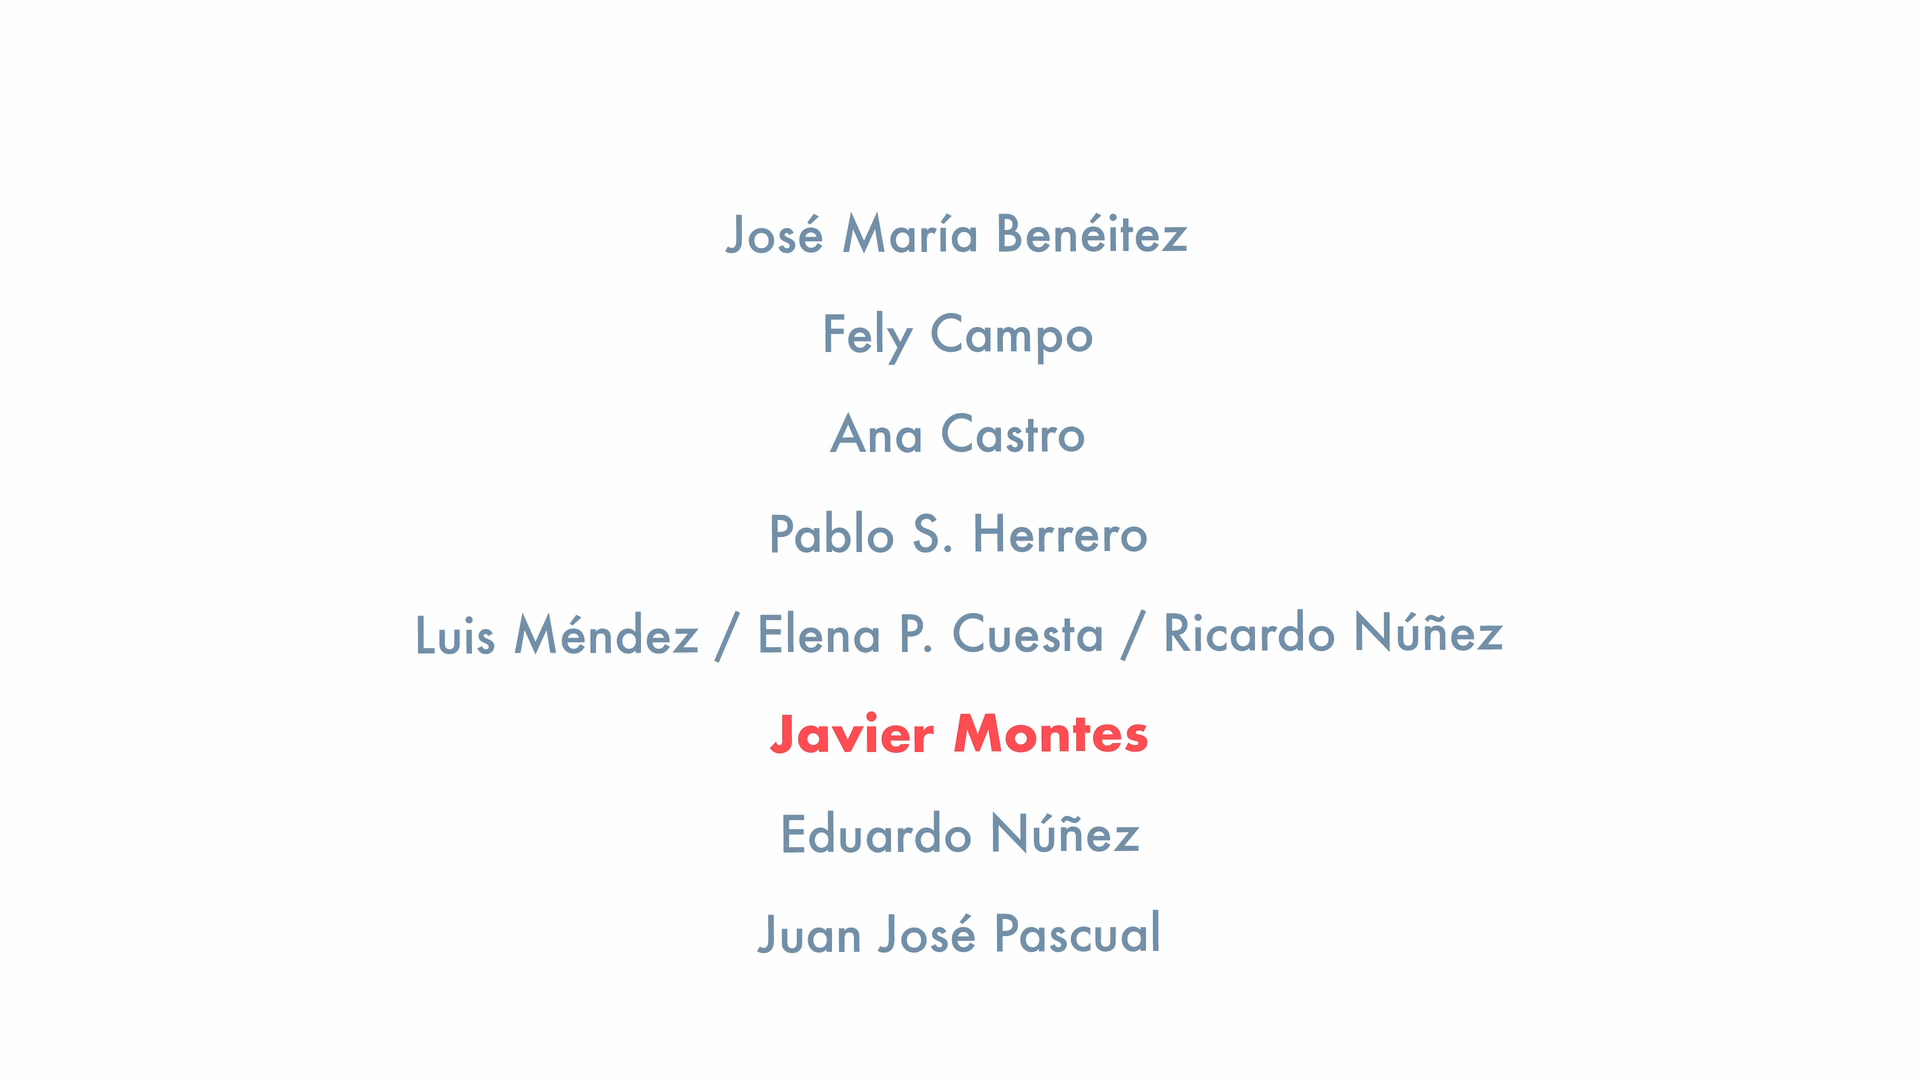 José María Benéitez
Fely Campo
Ana Castro
Pablo S. Herrero
Luis Méndez / Elena P. Cuesta / Ricardo Núñez
Javier Montes
Eduardo Núñez
Juan José Pascual